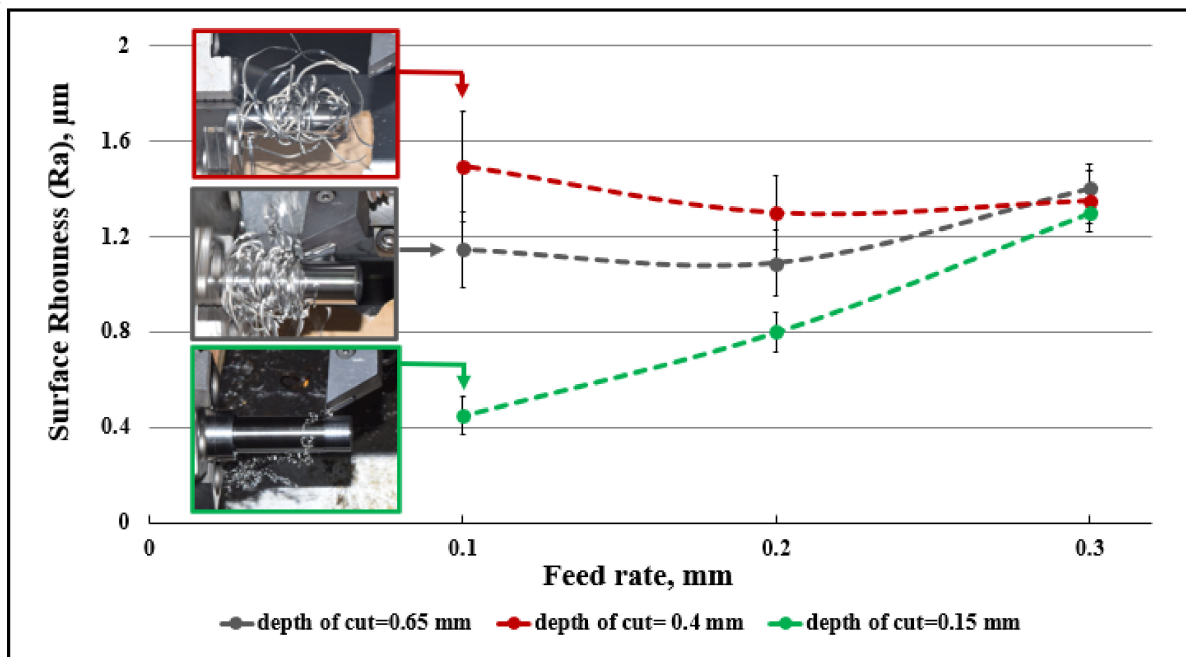 2
1.6
1.2
0.8
0.4
0
Surface Rhouness (Ra), µm
0 0.1 0.2 0.3
Feed rate, mm
depth of cut=0.65 mm depth of cut= 0.4 mm depth of cut=0.15 mm